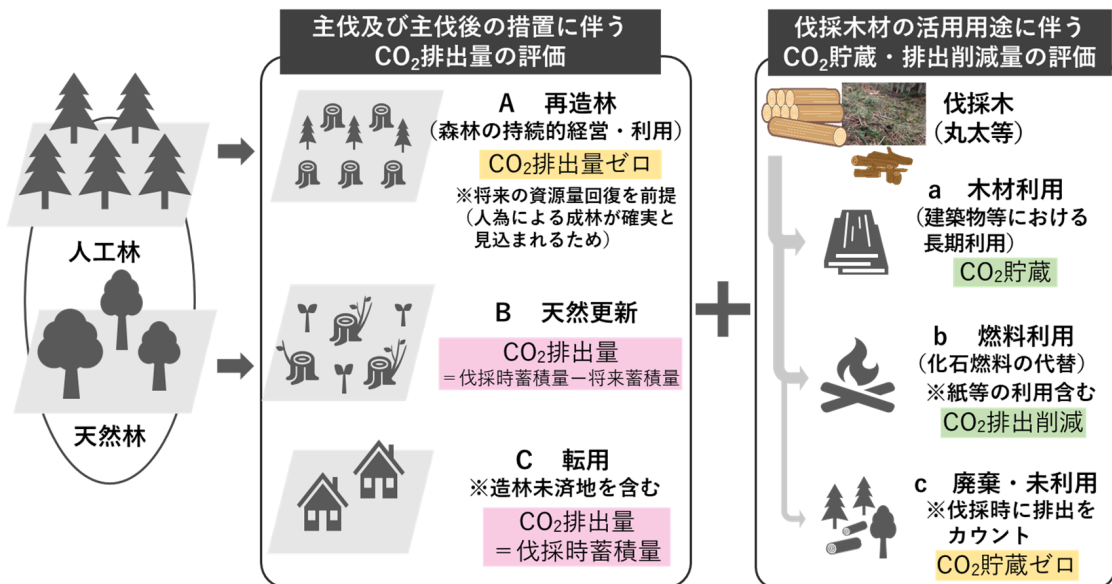 主伐及び主伐後の措置に伴う
CO₂排出量の評価
人工林
天然林
A 再造林
（森林の持続的経営・利用）
CO₂排出量ゼロ
※将来の資源量回復を前提
（人為による成林が確実と
見込まれるため）
B 天然更新
CO₂排出量
＝伐採時蓄積量－将来蓄積量
C 転用
※造林未済地を含む
CO₂排出量
＝伐採時蓄積量
伐採木材の活用用途に伴う
CO₂貯蔵・排出削減量の評価
伐採木
（丸太等）
a 木材利用
（建築物等における
長期利用）
CO₂貯蔵
b 燃料利用
（化石燃料の代替）
※紙等の利用含む
CO₂排出削減
c 廃棄・未利用
※伐採時に排出を
カウント
CO₂貯蔵ゼロ